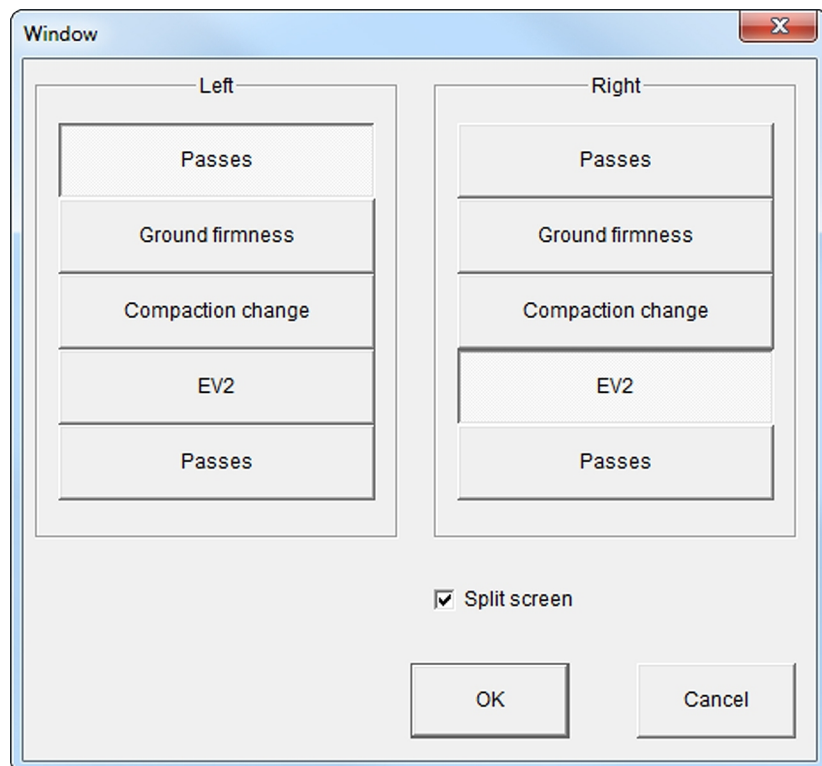 Window
Left
Passes
Ground firmness
Compaction change
EV2
Passes
Right
Passes
Ground firmness
Compaction change
EV2
Passes
Split screen
OK
Cancel